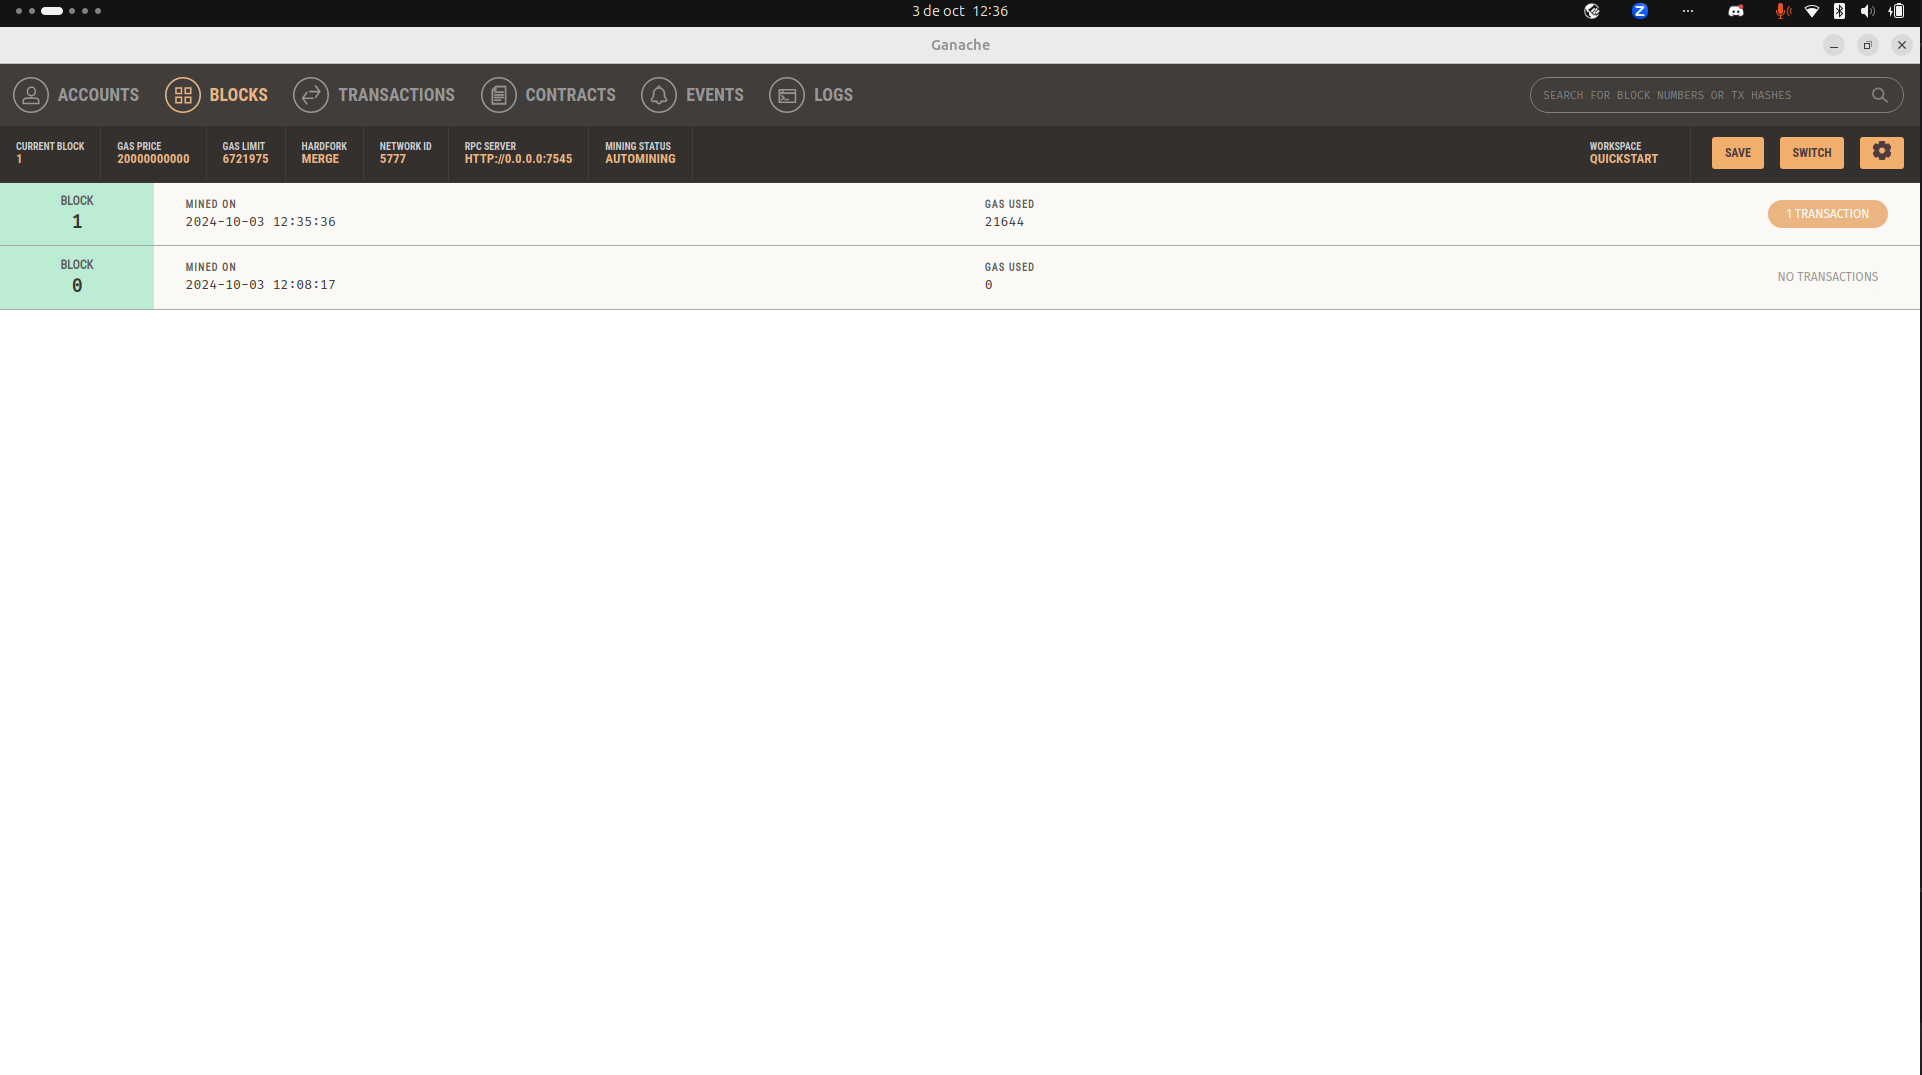 3 de oct 12:36
Ganache
ACCOUNTS BLOCKS TRANSACTIONS CONTRACTS EVENTS LOGS SEARCH FOR BLOCK NUMBERS OR TX HASHES
CURRENT BLOCK GAS PRICE GAS LIMIT HARDFORK NETWORK ID RPC SERVER MINING STATUS WORKSPACE
1 20000000000 6721975 MERGE 5777 HTTP://0.0.0.0:7545 AUTOMINING QUICKSTART SAVE SWITCH
BLOCK MINED ON GAS USED
1 2024-10-03 12:35:36 21644 1 TRANSACTION
BLOCK MINED ON GAS USED
0 2024-10-03 12:08:17 0 NO TRANSACTIONS